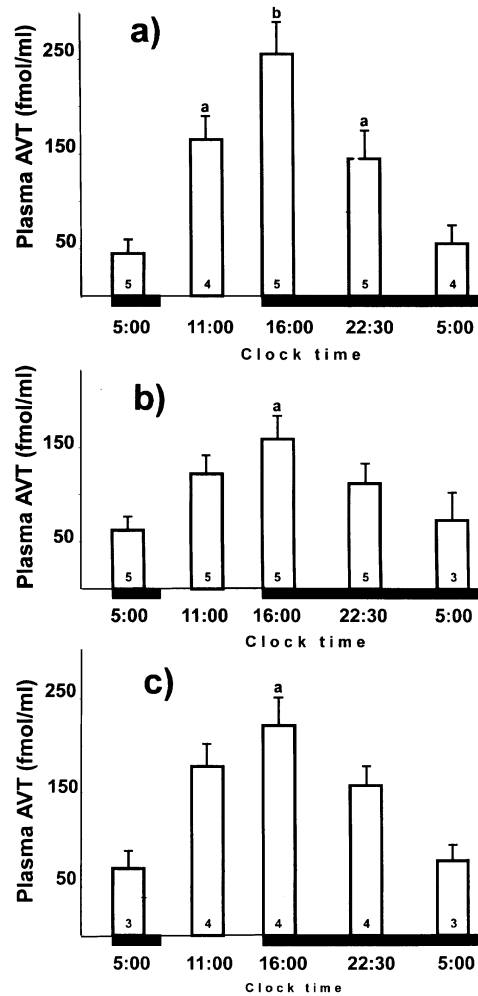 a)
Plasma AVT (fmol/ml)
250
150
50
a
b
a
5 4 5 5 4
5:00 11:00 16:00 22:30 5:00
Clock time
b)
Plasma AVT (fmol/ml)
150
50
a
5 5 5 5 3
5:00 11:00 16:00 22:30 5:00
Clock time
c)
Plasma AVT (fmol/ml)
250
150
50
a
3 4 4 4 3
5:00 11:00 16:00 22:30 5:00
Clock time